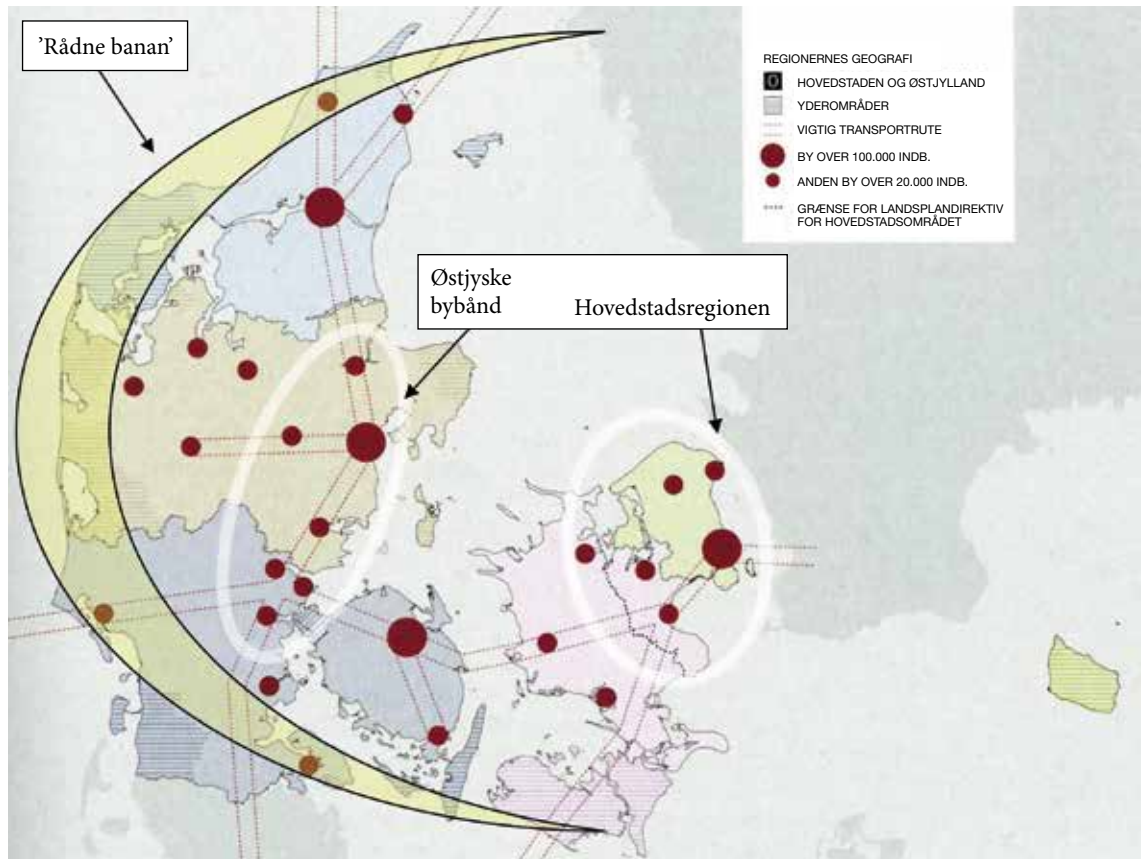 'Rådne banan'
REGIONERNES GEOGRAFI
HOVEDSTADEN OG ØSTJYLLAND
YDEROMRÅDER
VIGTIG TRANSPORTRUTE
BY OVER 100.000 INDB.
ANDEN BY OVER 20.000 INDB.
GRÆNSE FOR LANDSPLANDIREKTIV
FOR HOVEDSTADSOMRÅDET
Østjyske
bybånd
Hovedstadsregionen